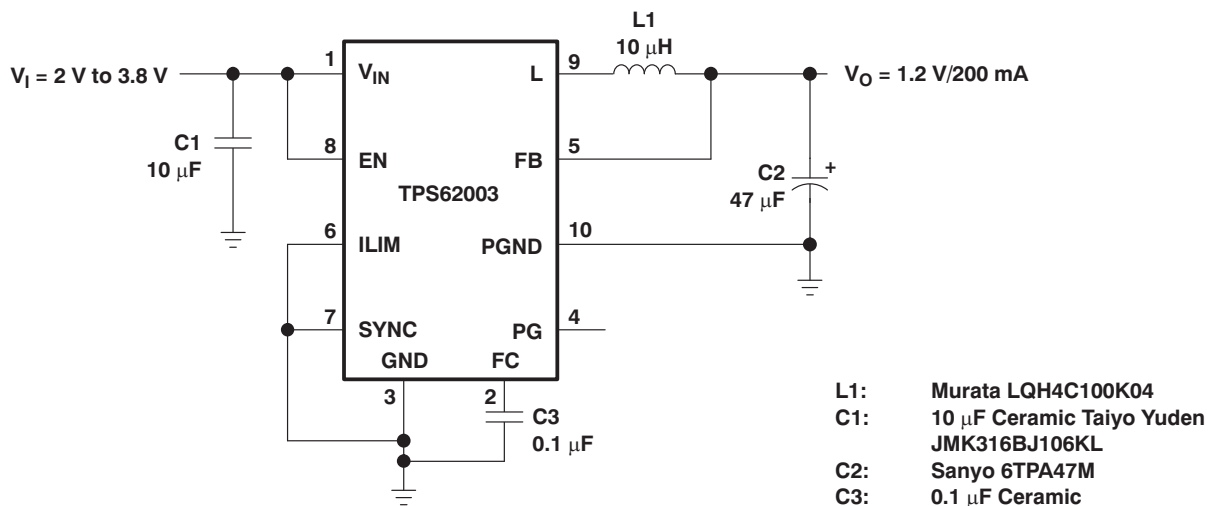 L1
10 μH
V_I = 2 V to 3.8 V
1
V_IN
L
9
V_O = 1.2 V/200 mA
C1
10 μF
8
EN
FB
5
TPS62003
C2
47 μF
+
6
ILIM
PGND
10
7
SYNC
PG
4
GND
FC
3
2
C3
0.1 μF
L1: Murata LQH4C100K04
C1: 10 μF Ceramic Taiyo Yuden
JMK316BJ106KL
C2: Sanyo 6TPA47M
C3: 0.1 μF Ceramic